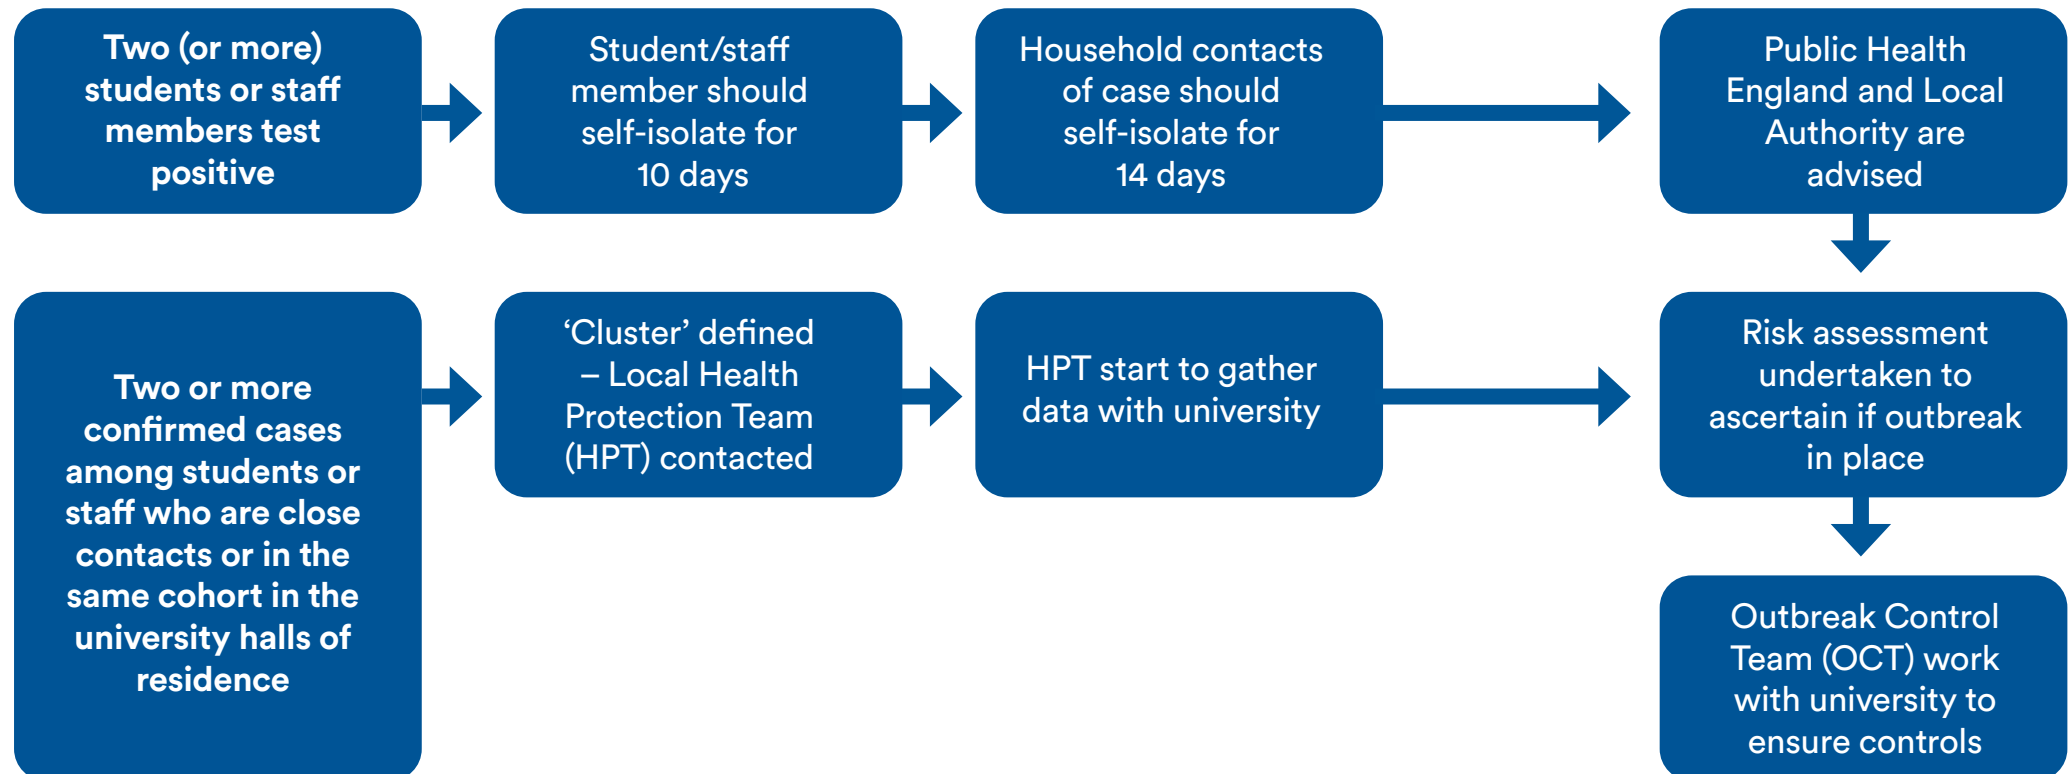 Two (or more)
students or staff
members test
positive
Student/staff
member should
self-isolate for
10 days
Household contacts
of case should
self-isolate for
14 days
Public Health
England and Local
Authority are
advised
Two or more
confirmed cases
among students or
staff who are close
contacts or in the
same cohort in the
university halls of
residence
‘Cluster’ defined
– Local Health
Protection Team
(HPT) contacted
HPT start to gather
data with university
Risk assessment
undertaken to
ascertain if outbreak
in place
Outbreak Control
Team (OCT) work
with university to
ensure controls